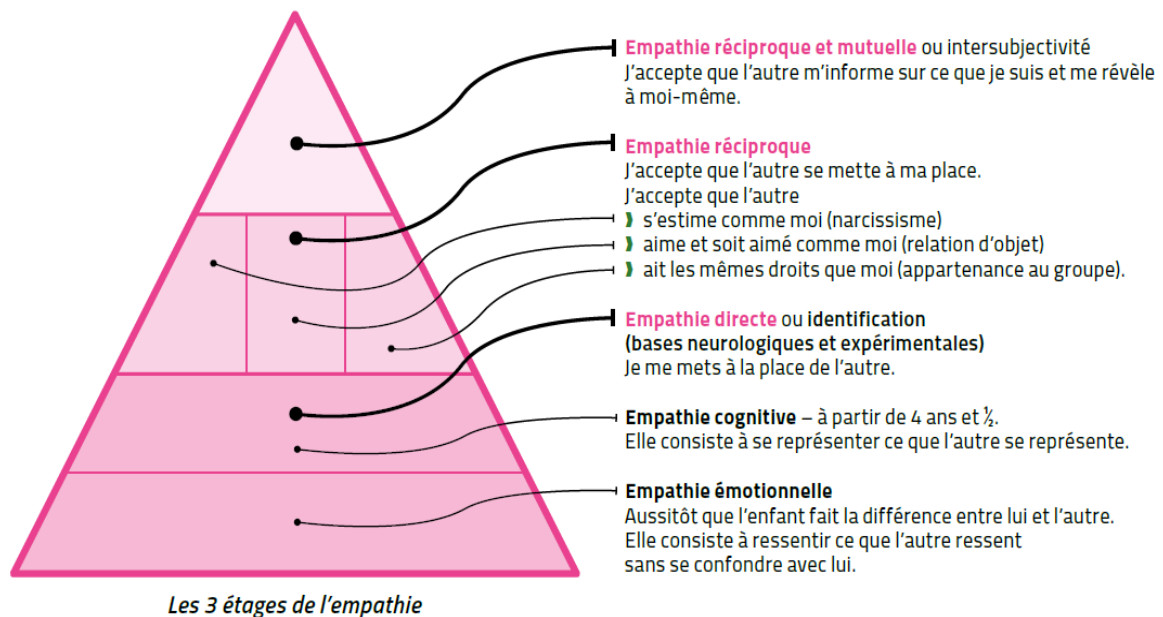 Empathie réciproque et mutuelle ou intersubjectivité
J'accepte que l'autre m'informe sur ce que je suis et me révèle
à moi-même.
Empathie réciproque
J'accepte que l'autre se mette à ma place.
J'accepte que l'autre
s'estime comme moi (narcissisme)
aime et soit aimé comme moi (relation d'objet)
ait les mêmes droits que moi (appartenance au groupe).
Empathie directe ou identification
(bases neurologiques et expérimentales)
Je me mets à la place de l'autre.
Empathie cognitive – à partir de 4 ans et ½.
Elle consiste à se représenter ce que l'autre se représente.
Empathie émotionnelle
Aussitôt que l'enfant fait la différence entre lui et l'autre.
Elle consiste à ressentir ce que l'autre ressent
sans se confondre avec lui.
Les 3 étages de l'empathie